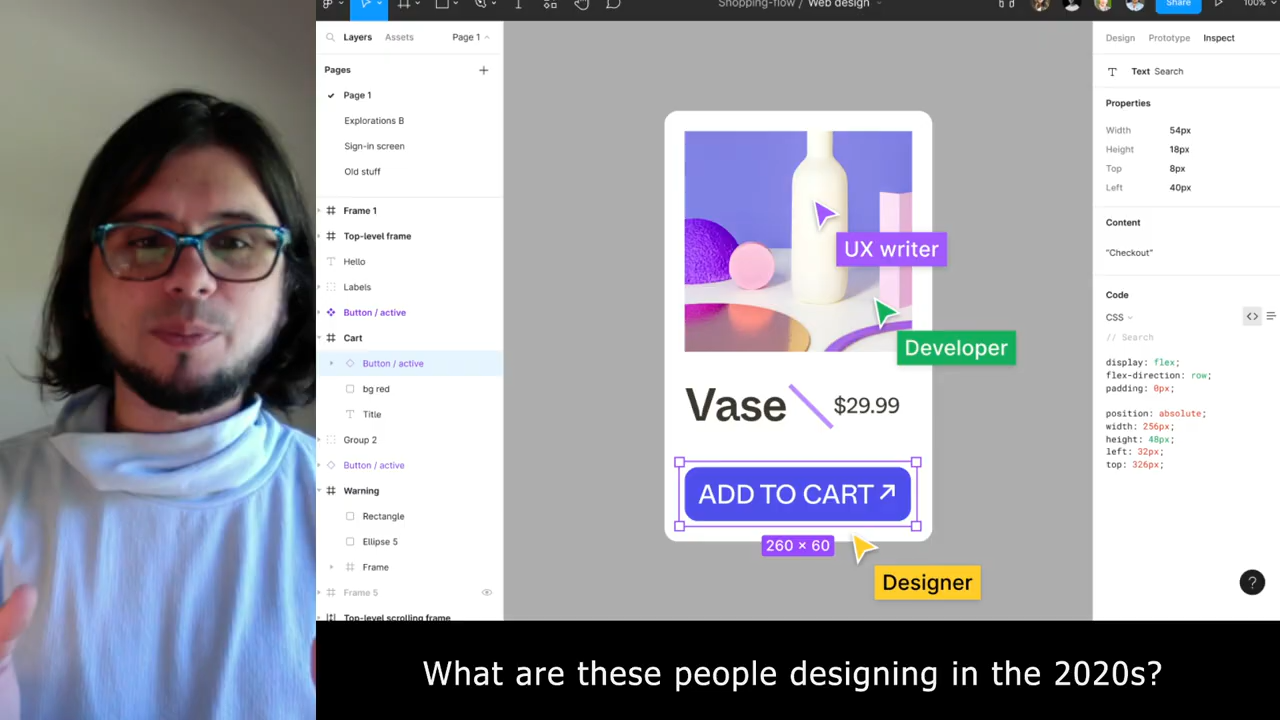 Shopping-flow / Web design
Share
100%
Layers
Assets
Page 1
Pages
Page 1
Explorations B
Sign-in screen
Old stuff
Frame 1
Top-level frame
Hello
Labels
Button / active
Cart
Button / active
bg red
Title
Group 2
Button / active
Warning
Rectangle
Ellipse 5
Frame
Frame 5
Top-level scrolling frame
UX writer
Developer
Vase
$29.99
ADD TO CART
260 × 60
Designer
Design
Prototype
Inspect
T Text Search
Properties
Width 54px
Height 18px
Top 8px
Left 40px
Content
“Checkout”
Code
CSS
// Search
display: flex;
flex-direction: row;
padding: 0px;
position: absolute;
width: 256px;
height: 48px;
left: 32px;
top: 326px;
?
What are these people designing in the 2020s?